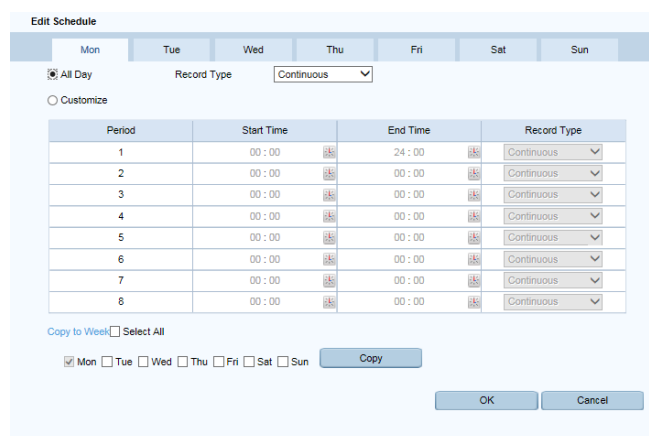 Edit Schedule
Mon Tue Wed Thu Fri Sat Sun
All Day Record Type Continuous
Customize
Period Start Time End Time Record Type
1 00 : 00 24 : 00 Continuous
2 00 : 00 00 : 00 Continuous
3 00 : 00 00 : 00 Continuous
4 00 : 00 00 : 00 Continuous
5 00 : 00 00 : 00 Continuous
6 00 : 00 00 : 00 Continuous
7 00 : 00 00 : 00 Continuous
8 00 : 00 00 : 00 Continuous
Copy to Week Select All
Mon Tue Wed Thu Fri Sat Sun Copy
OK Cancel